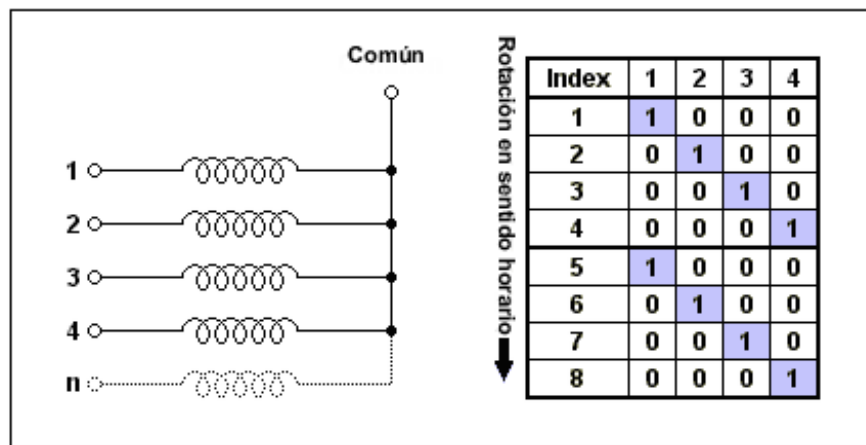 Común
1
2
3
4
n
Rotación en sentido horario
Index 1 2 3 4
1 1 0 0 0
2 0 1 0 0
3 0 0 1 0
4 0 0 0 1
5 1 0 0 0
6 0 1 0 0
7 0 0 1 0
8 0 0 0 1